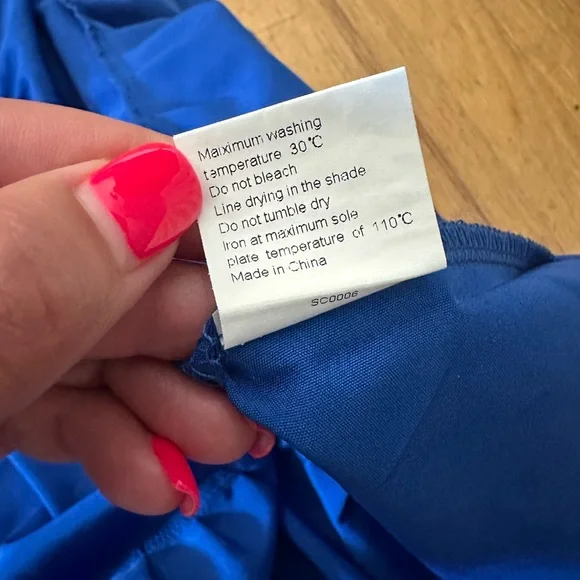 Maximum washing
temperature 30°C
Do not bleach
Line drying in the shade
Do not tumble dry
Iron at maximum sole
plate temperature of 110°C
Made in China
SC0006